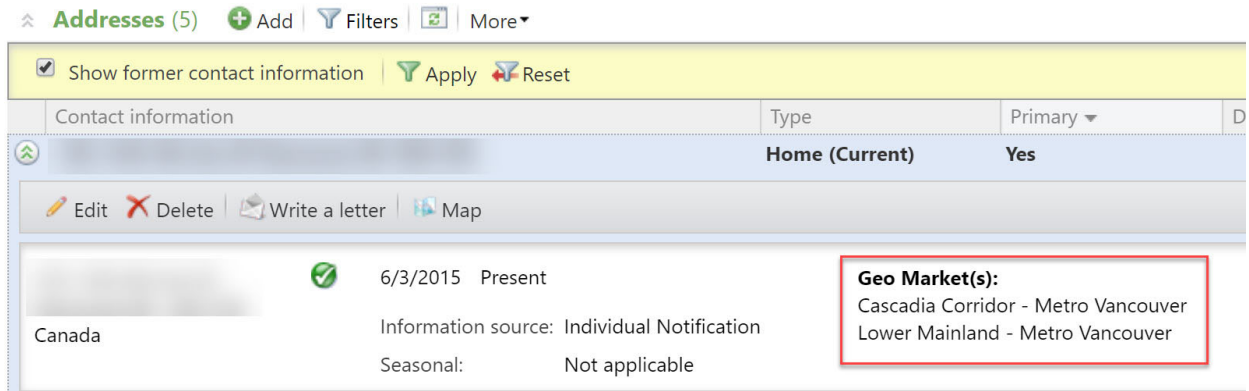 Addresses (5) Add Filters More
Show former contact information Apply Reset
Contact information Type Primary D
Home (Current) Yes
Edit Delete Write a letter Map
6/3/2015 Present
Geo Market(s):
Cascadia Corridor - Metro Vancouver
Information source: Individual Notification
Lower Mainland - Metro Vancouver
Canada
Seasonal: Not applicable